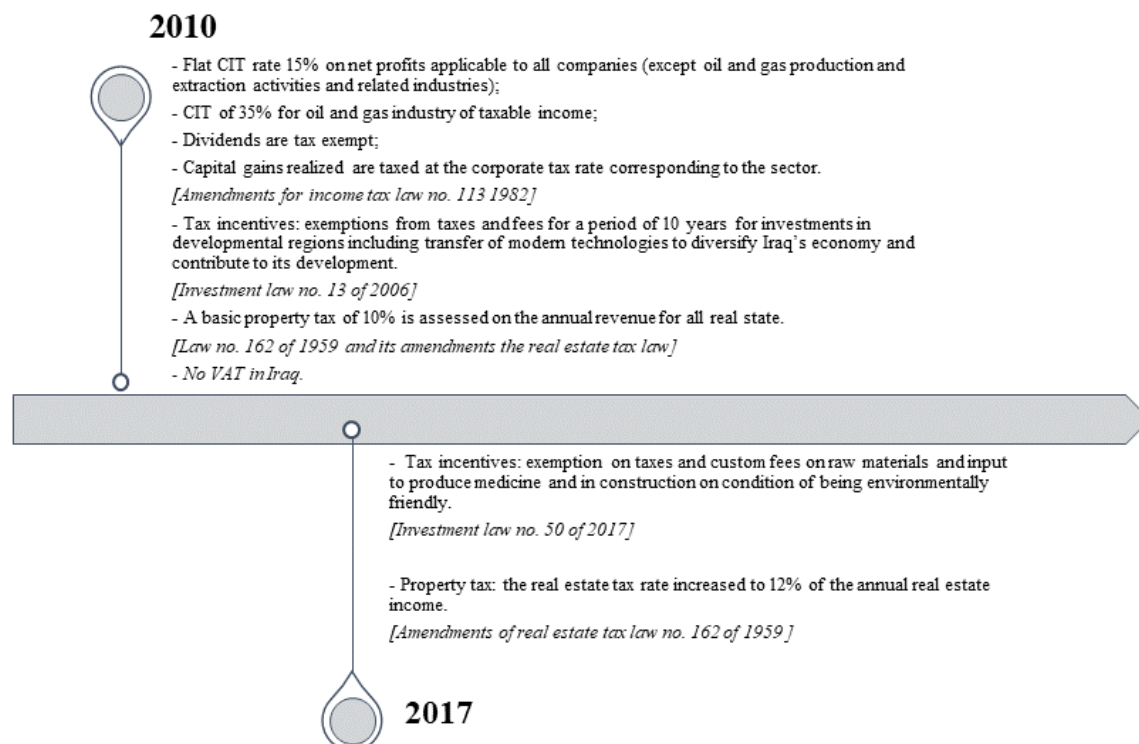 2010
- Flat CIT rate 15% on net profits applicable to all companies (except oil and gas production and
extraction activities and related industries);
- CIT of 35% for oil and gas industry of taxable income;
- Dividends are tax exempt;
- Capital gains realized are taxed at the corporate tax rate corresponding to the sector.
[Amendments for income tax law no. 113 1982]
- Tax incentives: exemptions from taxes and fees for a period of 10 years for investments in
developmental regions including transfer of modern technologies to diversify Iraq's economy and
contribute to its development.
[Investment law no. 13 of 2006]
- A basic property tax of 10% is assessed on the annual revenue for all real state.
[Law no. 162 of 1959 and its amendments the real estate tax law]
- No VAT in Iraq.
- Tax incentives: exemption on taxes and custom fees on raw materials and input
to produce medicine and in construction on condition of being environmentally
friendly.
[Investment law no. 50 of 2017]
- Property tax: the real estate tax rate increased to 12% of the annual real estate
income.
[Amendments of real estate tax law no. 162 of 1959 ]
2017